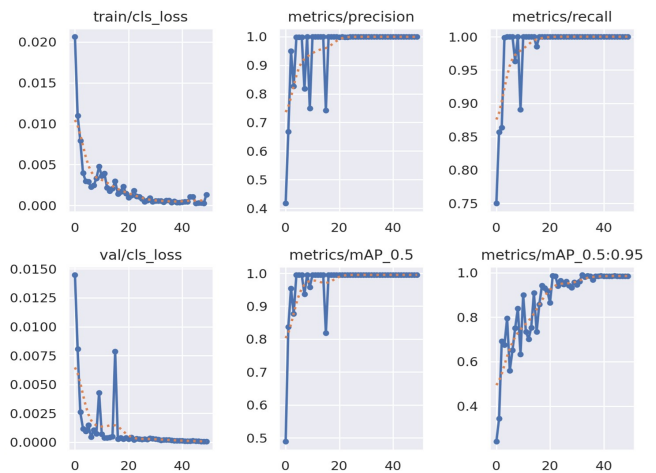 train/cls_loss
0.020
0.015
0.010
0.005
0.000
0 20 40
metrics/precision
1.0
0.9
0.8
0.7
0.6
0.5
0.4
0 20 40
metrics/recall
1.00
0.95
0.90
0.85
0.80
0.75
0 20 40
val/cls_loss
0.0150
0.0125
0.0100
0.0075
0.0050
0.0025
0.0000
0 20 40
metrics/mAP_0.5
1.0
0.9
0.8
0.7
0.6
0.5
0 20 40
metrics/mAP_0.5:0.95
1.0
0.8
0.6
0.4
0 20 40